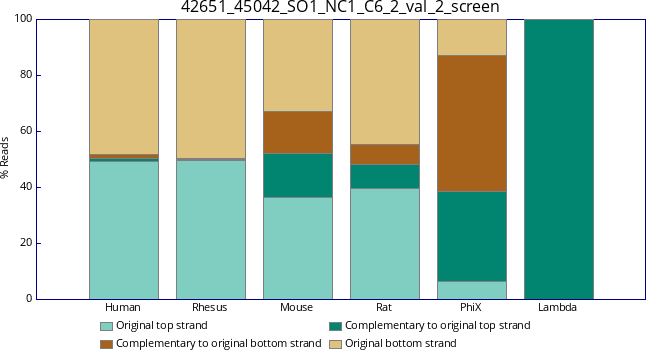 42651_45042_SO1_NC1_C6_2_val_2_screen
100
80
60
40
20
0
% Reads
Human Rhesus Mouse Rat PhiX Lambda
Original top strand Complementary to original top strand
Complementary to original bottom strand Original bottom strand